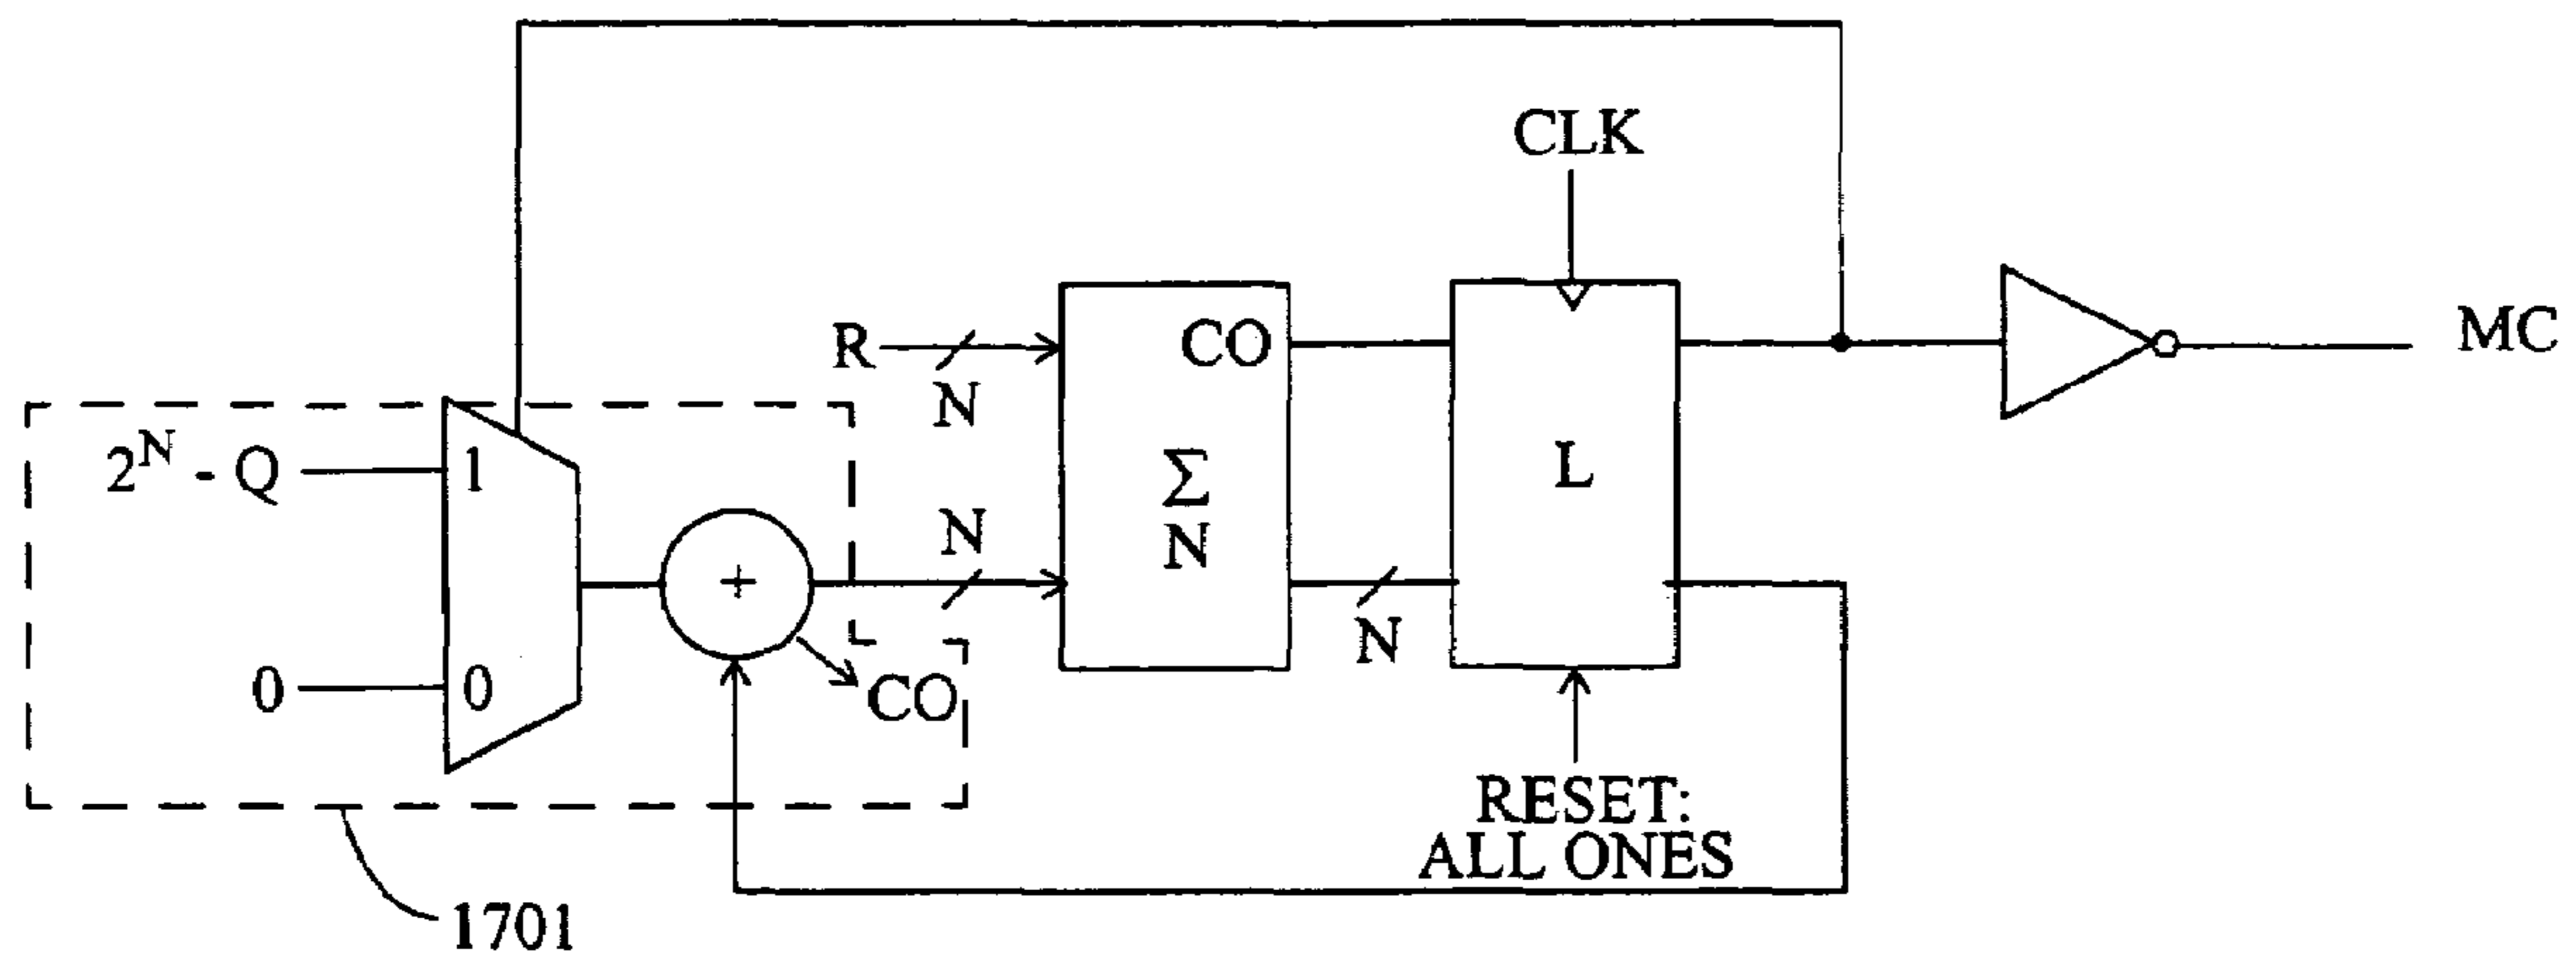 CLK
R
N
CO
MC
2^N - Q
1
N
Σ
N
L
+
0
0
CO
N
RESET:
ALL ONES
1701